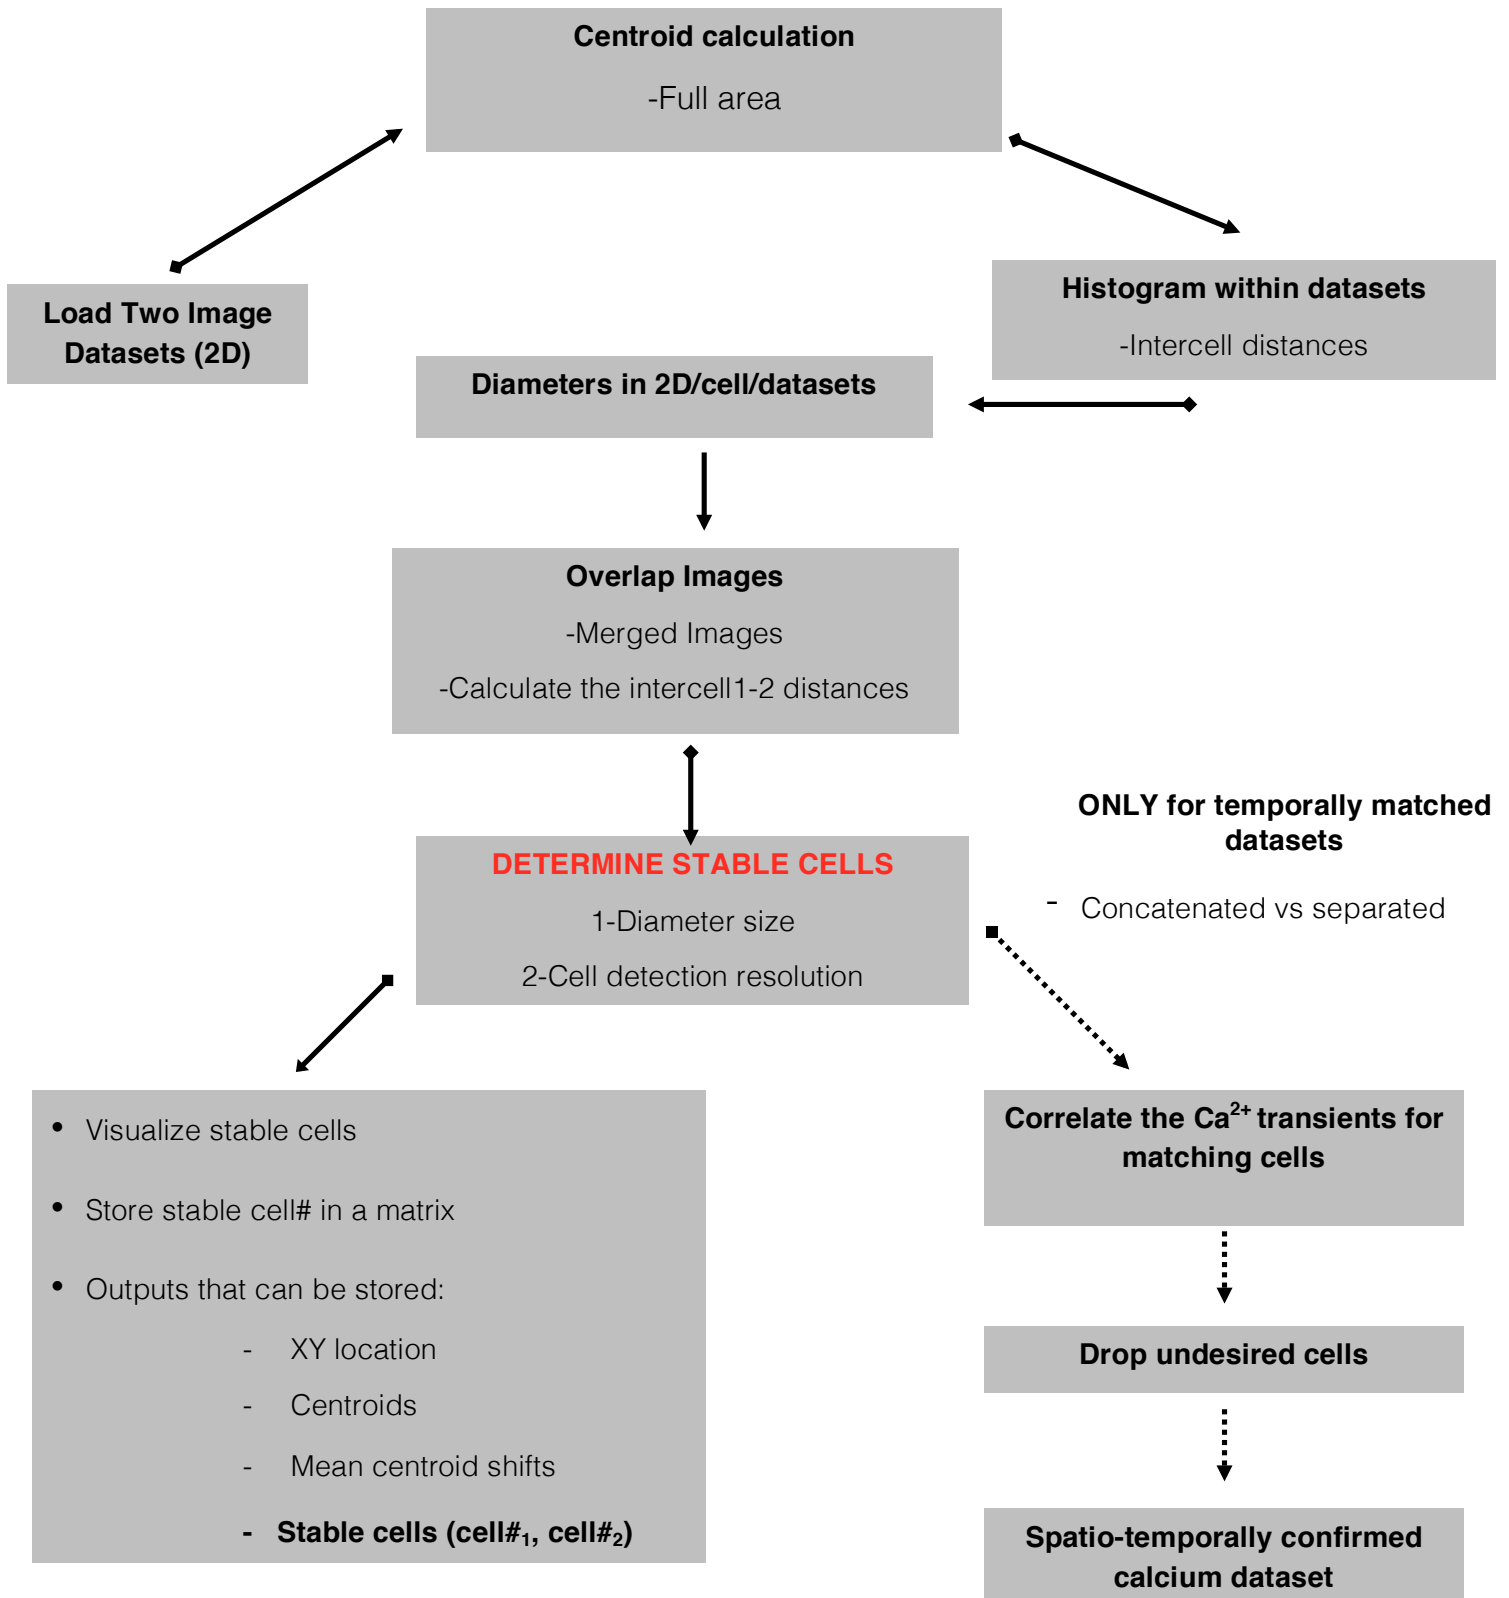 Centroid calculation
-Full area
Load Two Image
Datasets (2D)
Histogram within datasets
-Intercell distances
Diameters in 2D/cell/datasets
Overlap Images
-Merged Images
-Calculate the intercell1-2 distances
ONLY for temporally matched
datasets
- Concatenated vs separated
DETERMINE STABLE CELLS
1-Diameter size
2-Cell detection resolution
• Visualize stable cells
• Store stable cell# in a matrix
• Outputs that can be stored:
- XY location
- Centroids
- Mean centroid shifts
- Stable cells (cell#₁, cell#₂)
Correlate the Ca²⁺ transients for
matching cells
Drop undesired cells
Spatio-temporally confirmed
calcium dataset